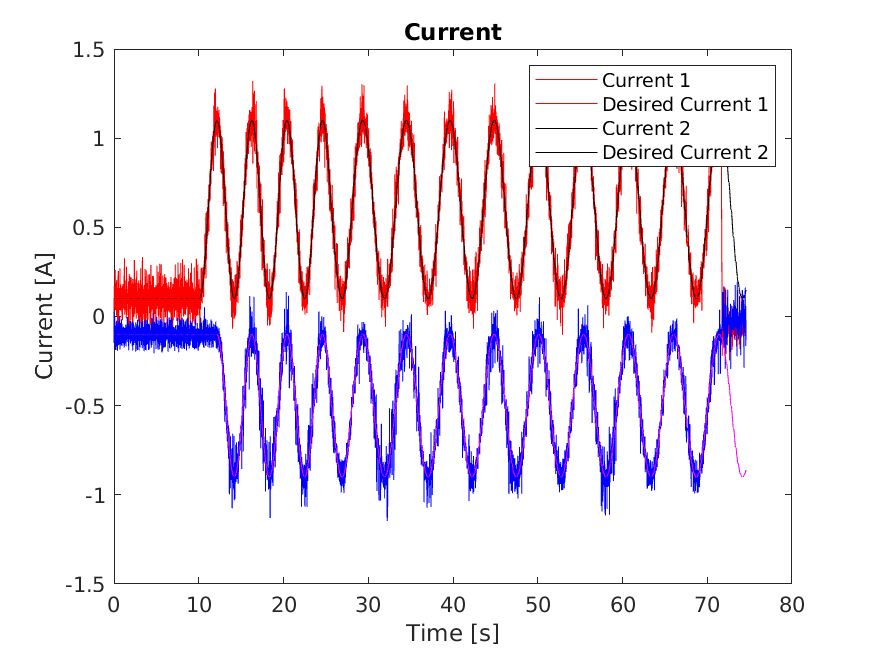 Current
1.5
1
0.5
0
-0.5
-1
-1.5
Current [A]
Current 1
Desired Current 1
Current 2
Desired Current 2
0 10 20 30 40 50 60 70 80
Time [s]